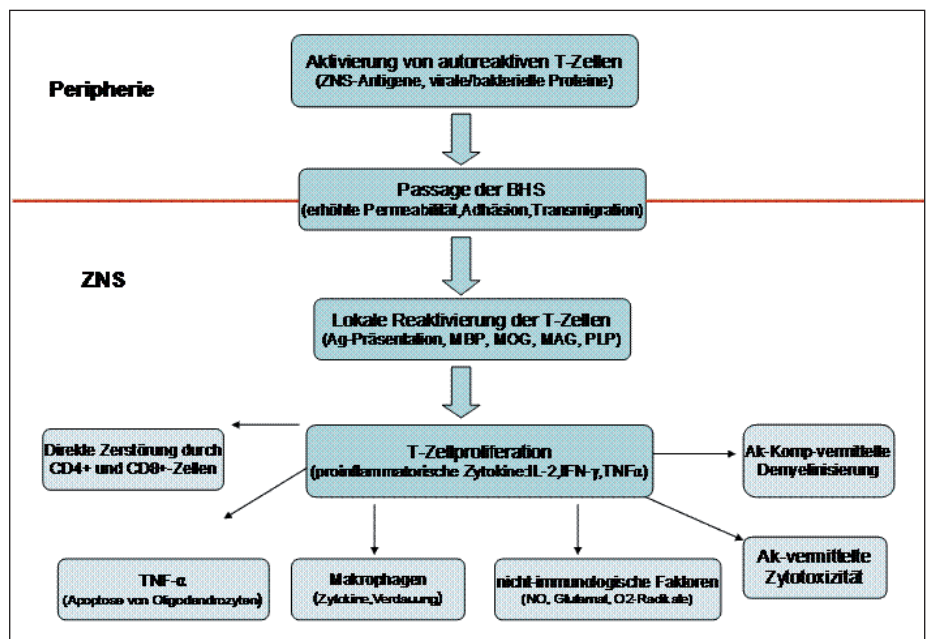 Aktivierung von autoreaktiven T-Zellen
(ZNS-Antigene, virale/bakterielle Proteine)
Peripherie
Passage der BHS
(erhöhte Permeabilität,Adhäsion,Transmigration)
ZNS
Lokale Reaktivierung der T-Zellen
(Ag-Präsentation, MBP, MOG, MAG, PLP)
Direkte Zerstörung durch
CD4+ und CD8+-Zellen
T-Zellproliferation
(proinflammatorische Zytokine:IL-2,IFN-γ,TNFα)
Ak-Komp-vermittelte
Demyelinisierung
TNF-α
(Apoptose von Oligodendrozyten)
Makrophagen
(Zytokine,Verdauung)
nicht-immunologische Faktoren
(NO, Glutamat, O2-Radikale)
Ak-vermittelte
Zytotoxizität